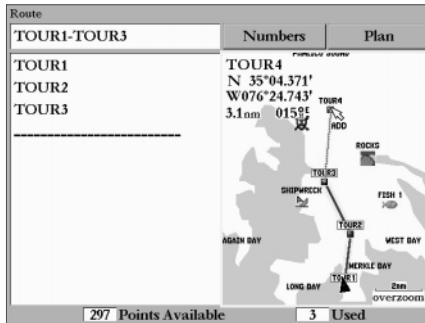 Route
TOUR1-TOUR3
Numbers
Plan
TOUR1
TOUR2
TOUR3
----------------------------
PAMLICO SOUND
TOUR4
N 35°04.371'
W076°24.743'
3.1nm 015°
TOUR4
ADD
ROCKS
TOUR3
SHIPWRECK
FISH 1
TOUR2
AGAIN BAY
WEST BAY
MERKLE BAY
LONG BAY
TOUR1
2nm
overzoom
297 Points Available
3 Used